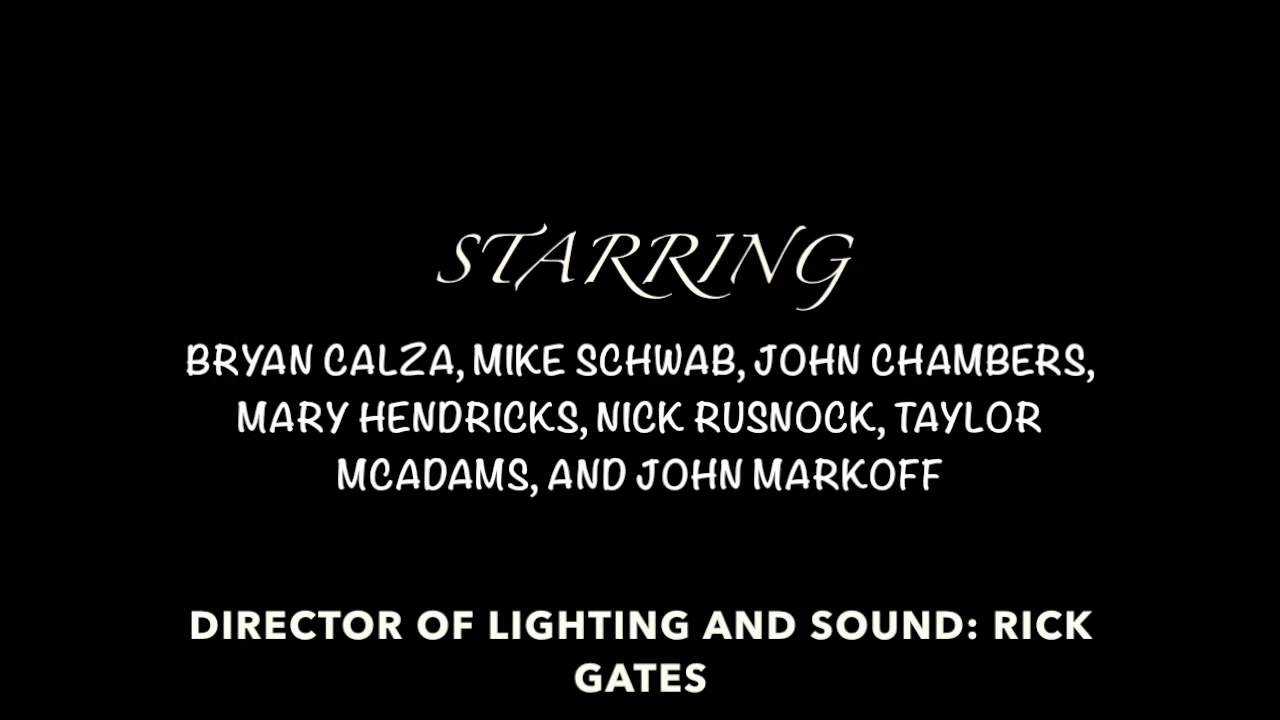 STARRING
BRYAN CALZA, MIKE SCHWAB, JOHN CHAMBERS,
MARY HENDRICKS, NICK RUSNOCK, TAYLOR
MCADAMS, AND JOHN MARKOFF
DIRECTOR OF LIGHTING AND SOUND: RICK
GATES